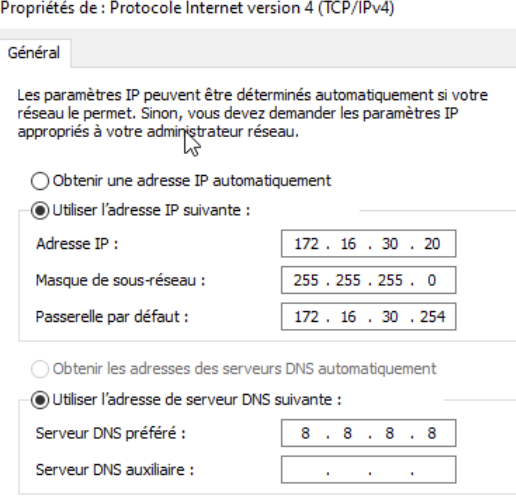 Propriétés de : Protocole Internet version 4 (TCP/IPv4)
Général
Les paramètres IP peuvent être déterminés automatiquement si votre
réseau le permet. Sinon, vous devez demander les paramètres IP
appropriés à votre administrateur réseau.
Obtenir une adresse IP automatiquement
Utiliser l'adresse IP suivante :
Adresse IP : 172 . 16 . 30 . 20
Masque de sous-réseau : 255 . 255 . 255 . 0
Passerelle par défaut : 172 . 16 . 30 . 254
Obtenir les adresses des serveurs DNS automatiquement
Utiliser l'adresse de serveur DNS suivante :
Serveur DNS préféré : 8 . 8 . 8 . 8
Serveur DNS auxiliaire : . . .